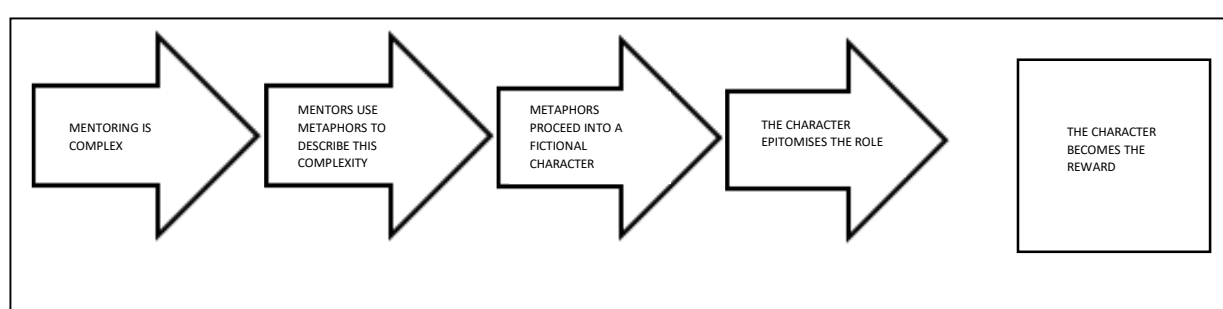 MENTORING IS
COMPLEX
MENTORS USE
METAPHORS TO
DESCRIBE THIS
COMPLEXITY
METAPHORS
PROCEED INTO A
FICTIONAL
CHARACTER
THE CHARACTER
EPITOMISES THE ROLE
THE CHARACTER
BECOMES THE
REWARD